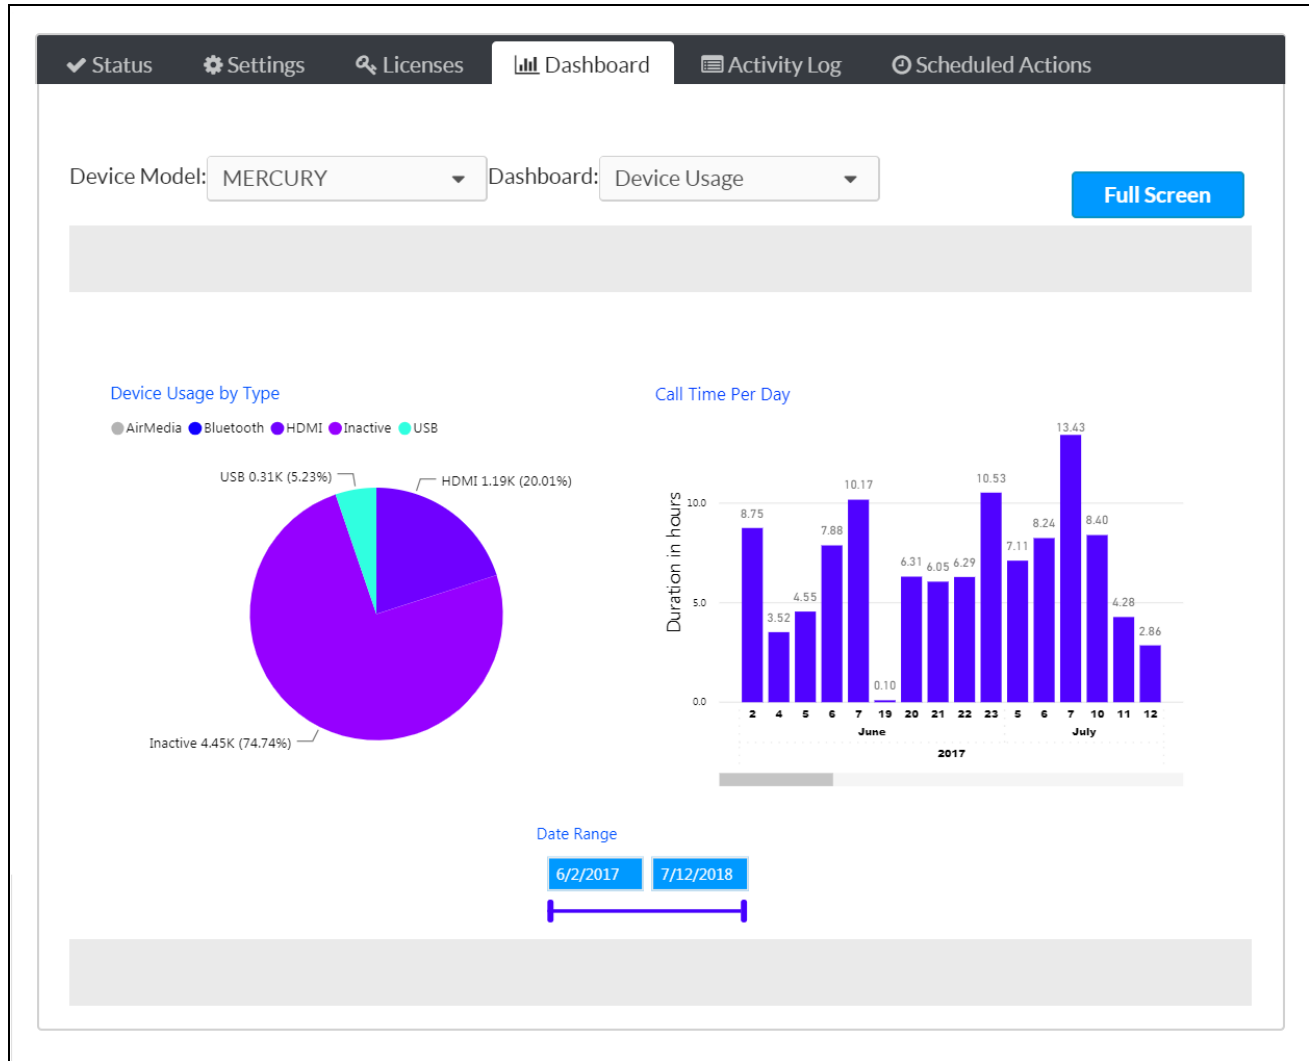 Status Settings Licenses Dashboard Activity Log Scheduled Actions
Device Model: MERCURY Dashboard: Device Usage
Full Screen
Device Usage by Type
AirMedia Bluetooth HDMI Inactive USB
USB 0.31K (5.23%)
HDMI 1.19K (20.01%)
Inactive 4.45K (74.74%)
Call Time Per Day
Duration in hours
10.0
5.0
0.0
8.75 3.52 4.55 7.88 10.17 0.10 6.31 6.05 6.29 10.53 7.11 8.24 13.43 8.40 4.28 2.86
2 4 5 6 7 19 20 21 22 23 5 6 7 10 11 12
June July
2017
Date Range
6/2/2017 7/12/2018